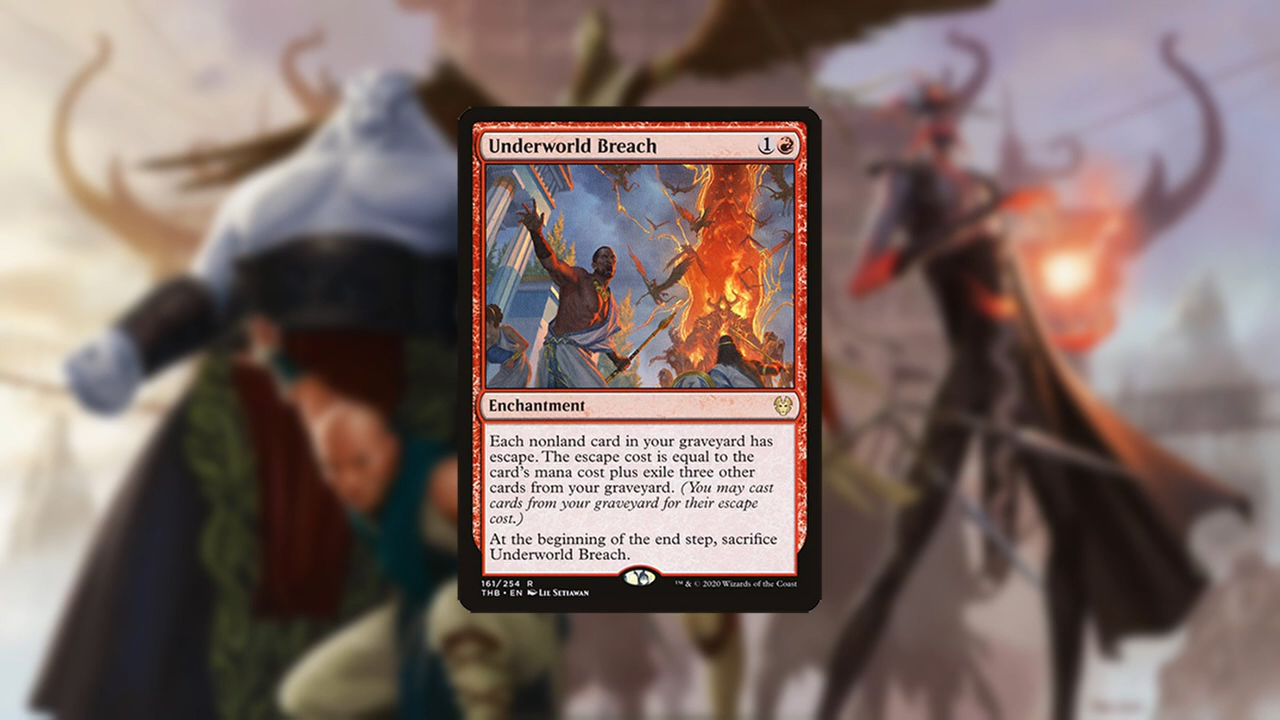 Underworld Breach 1
Enchantment
Each nonland card in your graveyard has
escape. The escape cost is equal to the
card's mana cost plus exile three other
cards from your graveyard. (You may cast
cards from your graveyard for their escape
cost.)
At the beginning of the end step, sacrifice
Underworld Breach.
161/254 R
™ & © 2020 Wizards of the Coast
THB • EN Lie Setiawan